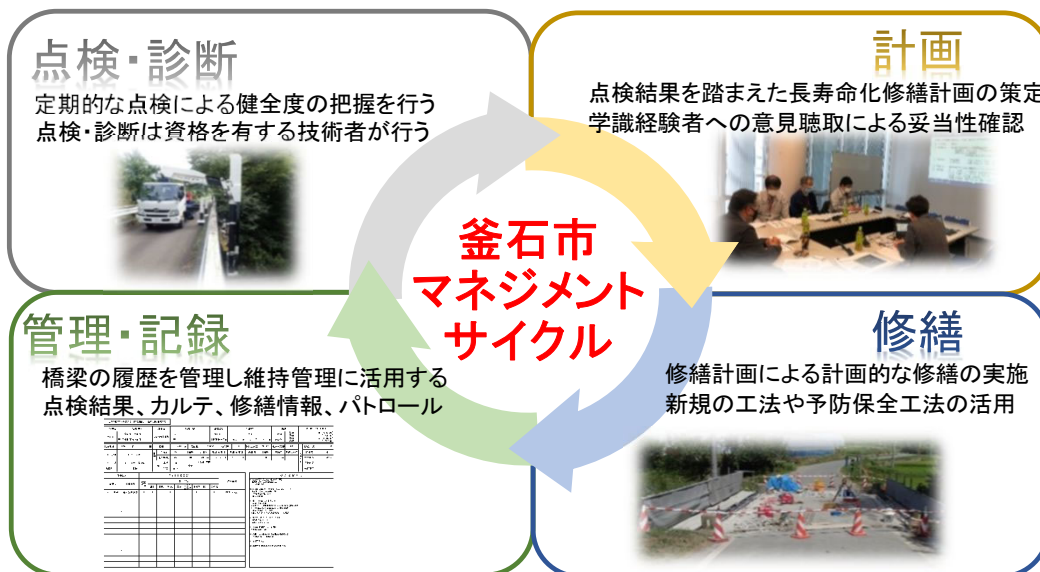 点検・診断
定期的な点検による健全度の把握を行う
点検・診断は資格を有する技術者が行う
計画
点検結果を踏まえた長寿命化修繕計画の策定
学識経験者への意見聴取による妥当性確認
釜石市
マネジメント
サイクル
管理・記録
橋梁の履歴を管理し維持管理に活用する
点検結果、カルテ、修繕情報、パトロール
修繕
修繕計画による計画的な修繕の実施
新規の工法や予防保全工法の活用